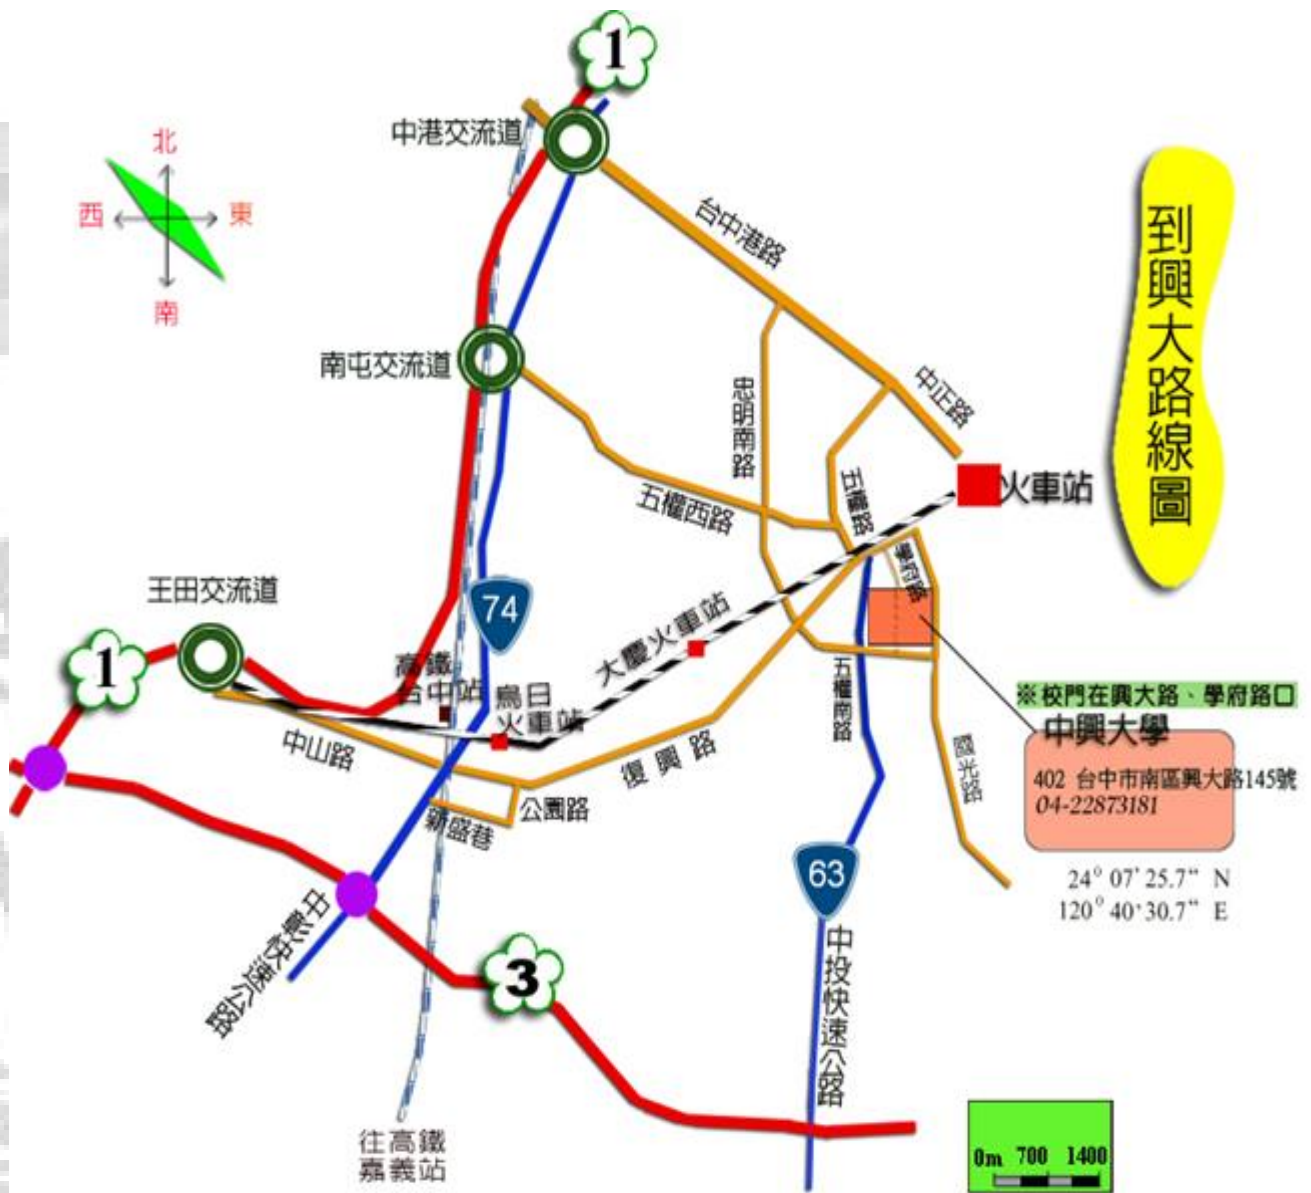 1
中港交流道
北
西
東
南
台中港路
到興大路線圖
南屯交流道
忠明南路
中正路
五權西路
五權路
火車站
學府路
王田交流道
74
大慶火車站
1
高鐵
台中站
烏日
火車站
五權南路
※校門在興大路、學府路口
中興大學
402 台中市南區興大路145號
04-22873181
中山路
復興路
國光路
公園路
新盛巷
63
24° 07' 25.7" N
120° 40' 30.7" E
中彰快速公路
3
中投快速公路
往高鐵
嘉義站
0m 700 1400